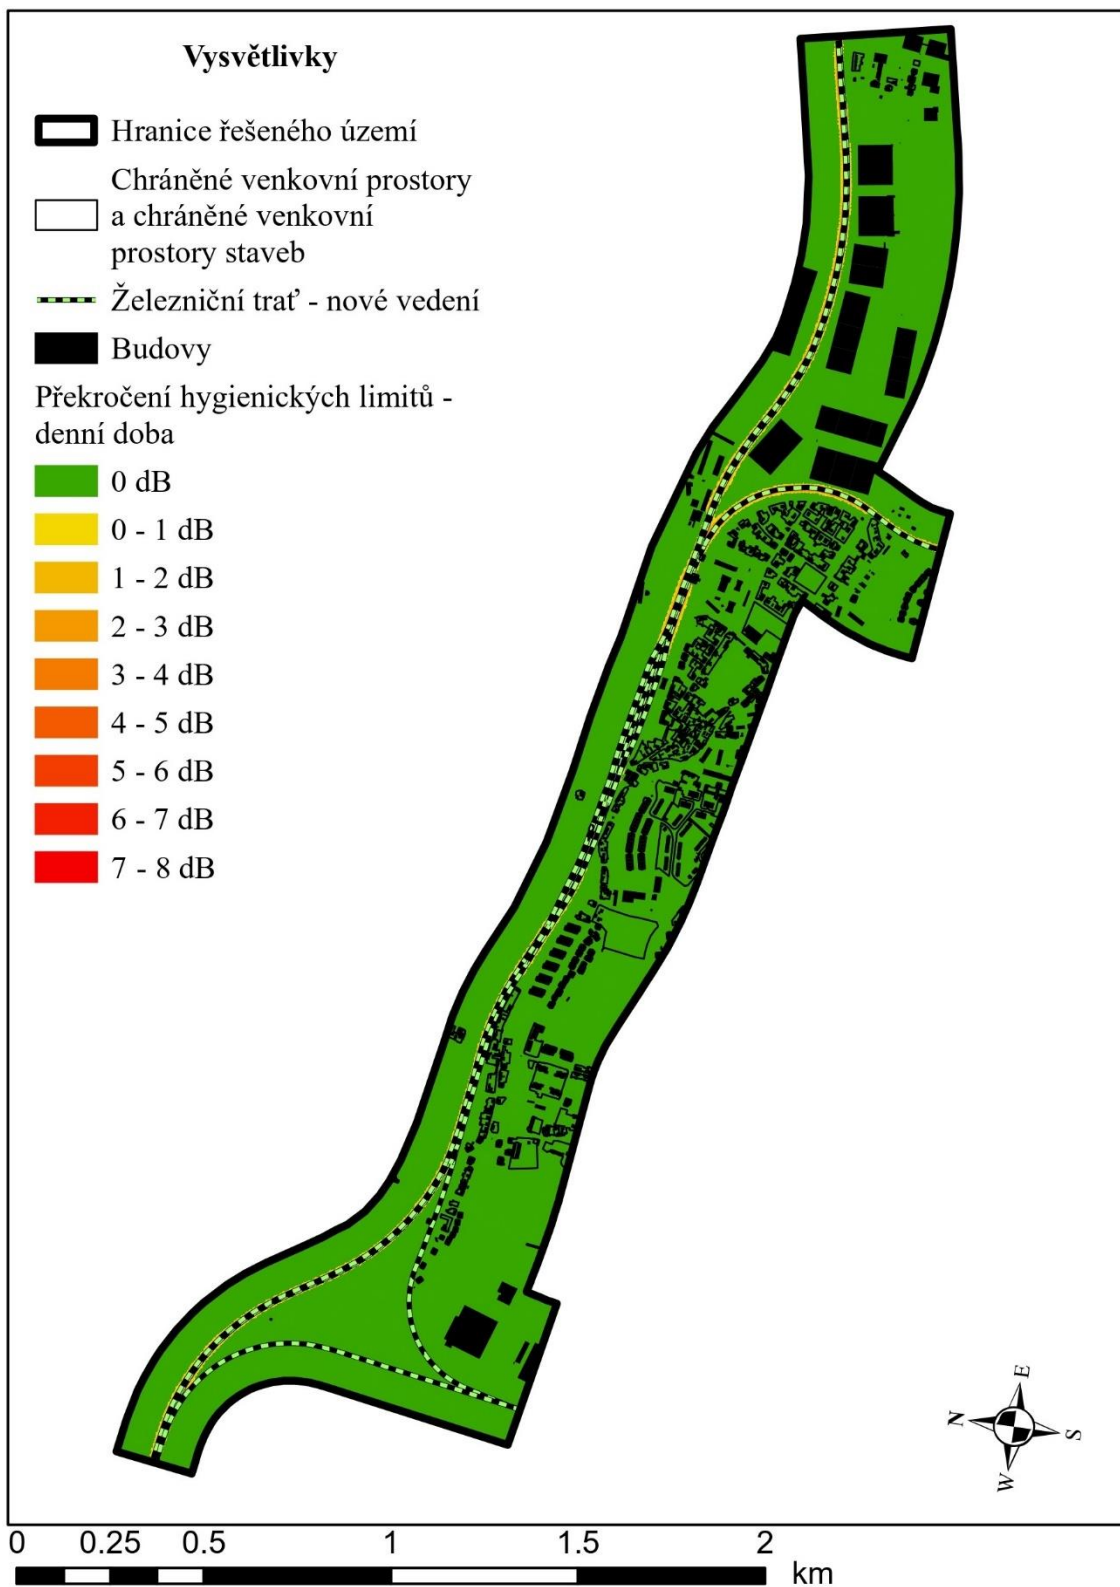 Vysvětlivky
Hranice řešeného území
Chráněné venkovní prostory
a chráněné venkovní
prostory staveb
Železniční trať - nové vedení
Budovy
Překročení hygienických limitů -
denní doba
0 dB
0 - 1 dB
1 - 2 dB
2 - 3 dB
3 - 4 dB
4 - 5 dB
5 - 6 dB
6 - 7 dB
7 - 8 dB
E
N
S
W
0 0.25 0.5 1 1.5 2
km